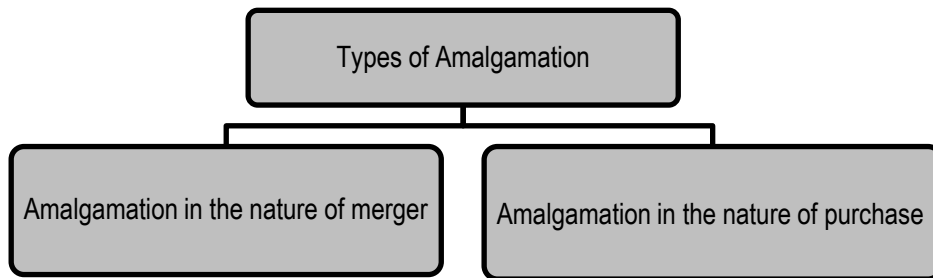 Types of Amalgamation
Amalgamation in the nature of merger
Amalgamation in the nature of purchase